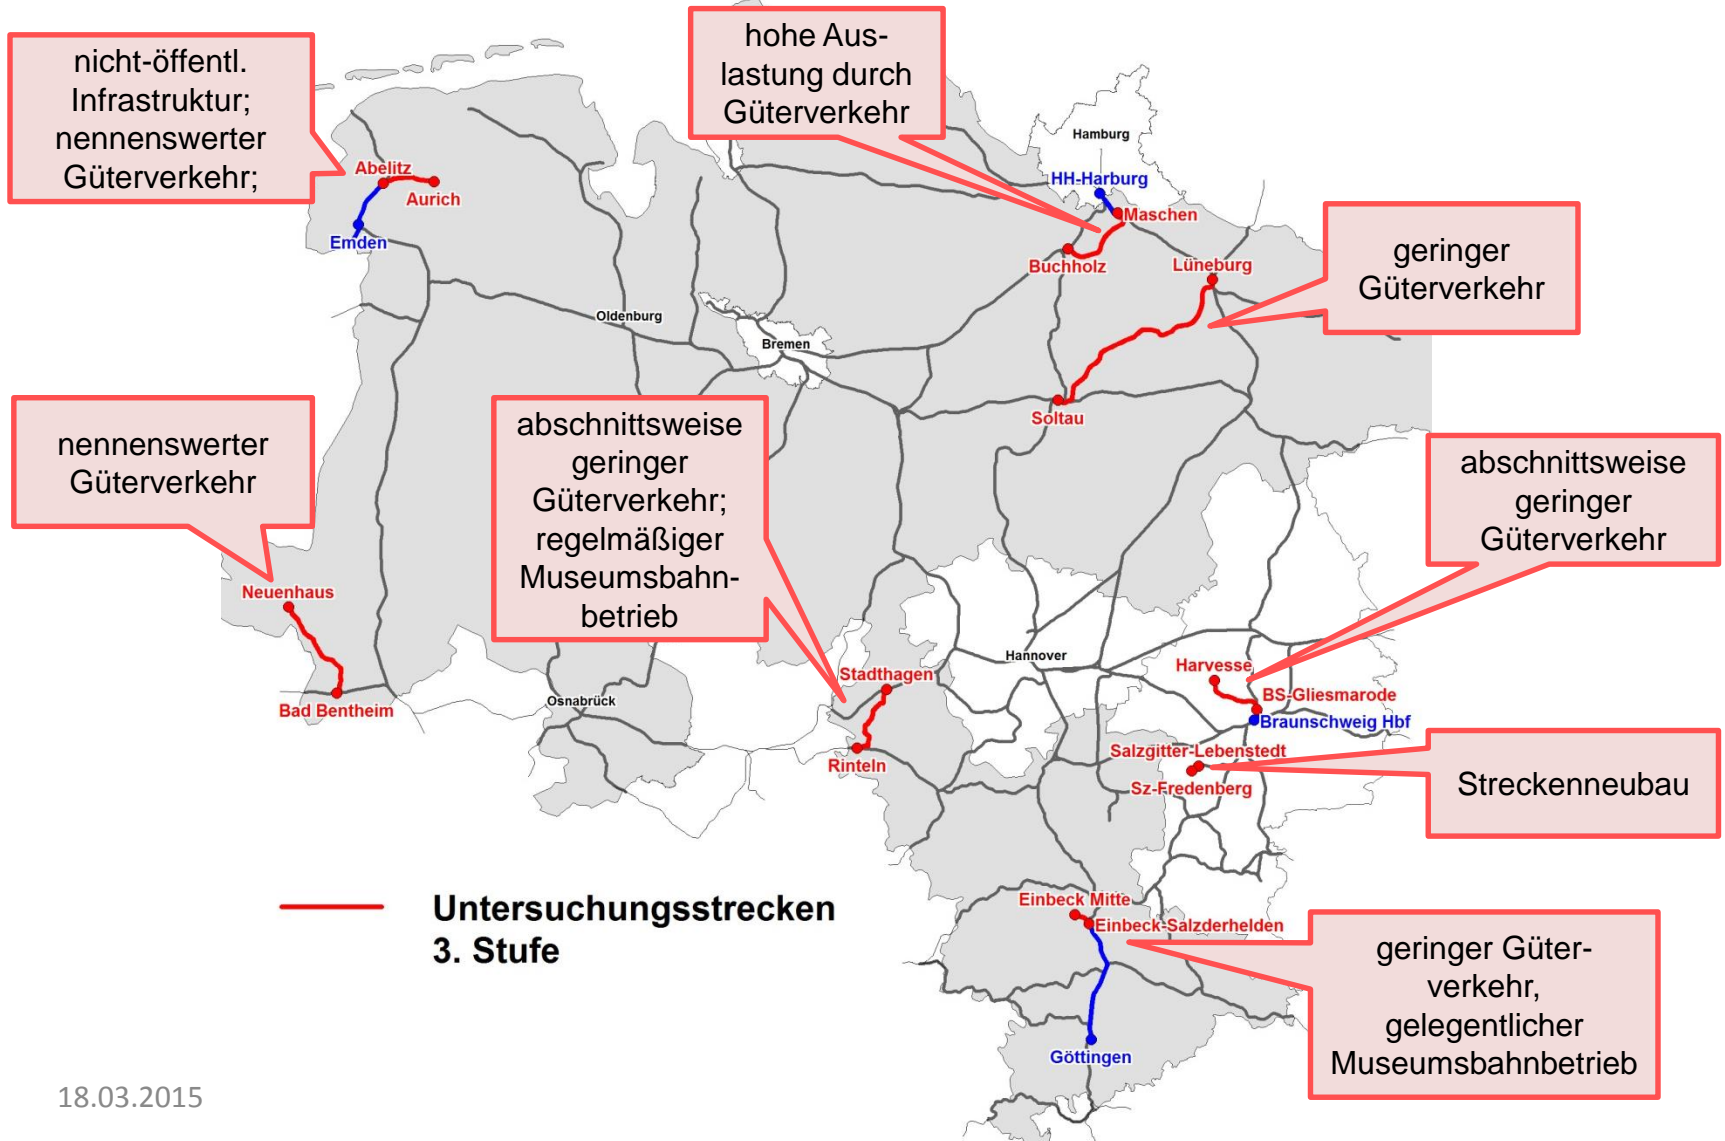 nicht-öffentl.
Infrastruktur;
nennenswerter
Güterverkehr;
hohe Aus-
lastung durch
Güterverkehr
Hamburg
HH-Harburg
Maschen
Buchholz
Lüneburg
geringer
Güterverkehr
Abelitz
Aurich
Emden
Oldenburg
Bremen
Soltau
nennenswerter
Güterverkehr
abschnittsweise
geringer
Güterverkehr;
regelmäßiger
Museumsbahn-
betrieb
abschnittsweise
geringer
Güterverkehr
Neuenhaus
Bad Bentheim
Osnabrück
Stadthagen
Rinteln
Hannover
Harvesse
BS-Gliesmarode
Braunschweig Hbf
Salzgitter-Lebenstedt
Sz-Fredenberg
Streckenneubau
Untersuchungsstrecken
3. Stufe
Einbeck Mitte
Einbeck-Salzderhelden
Göttingen
geringer Güter-
verkehr,
gelegentlicher
Museumsbahnbetrieb
18.03.2015